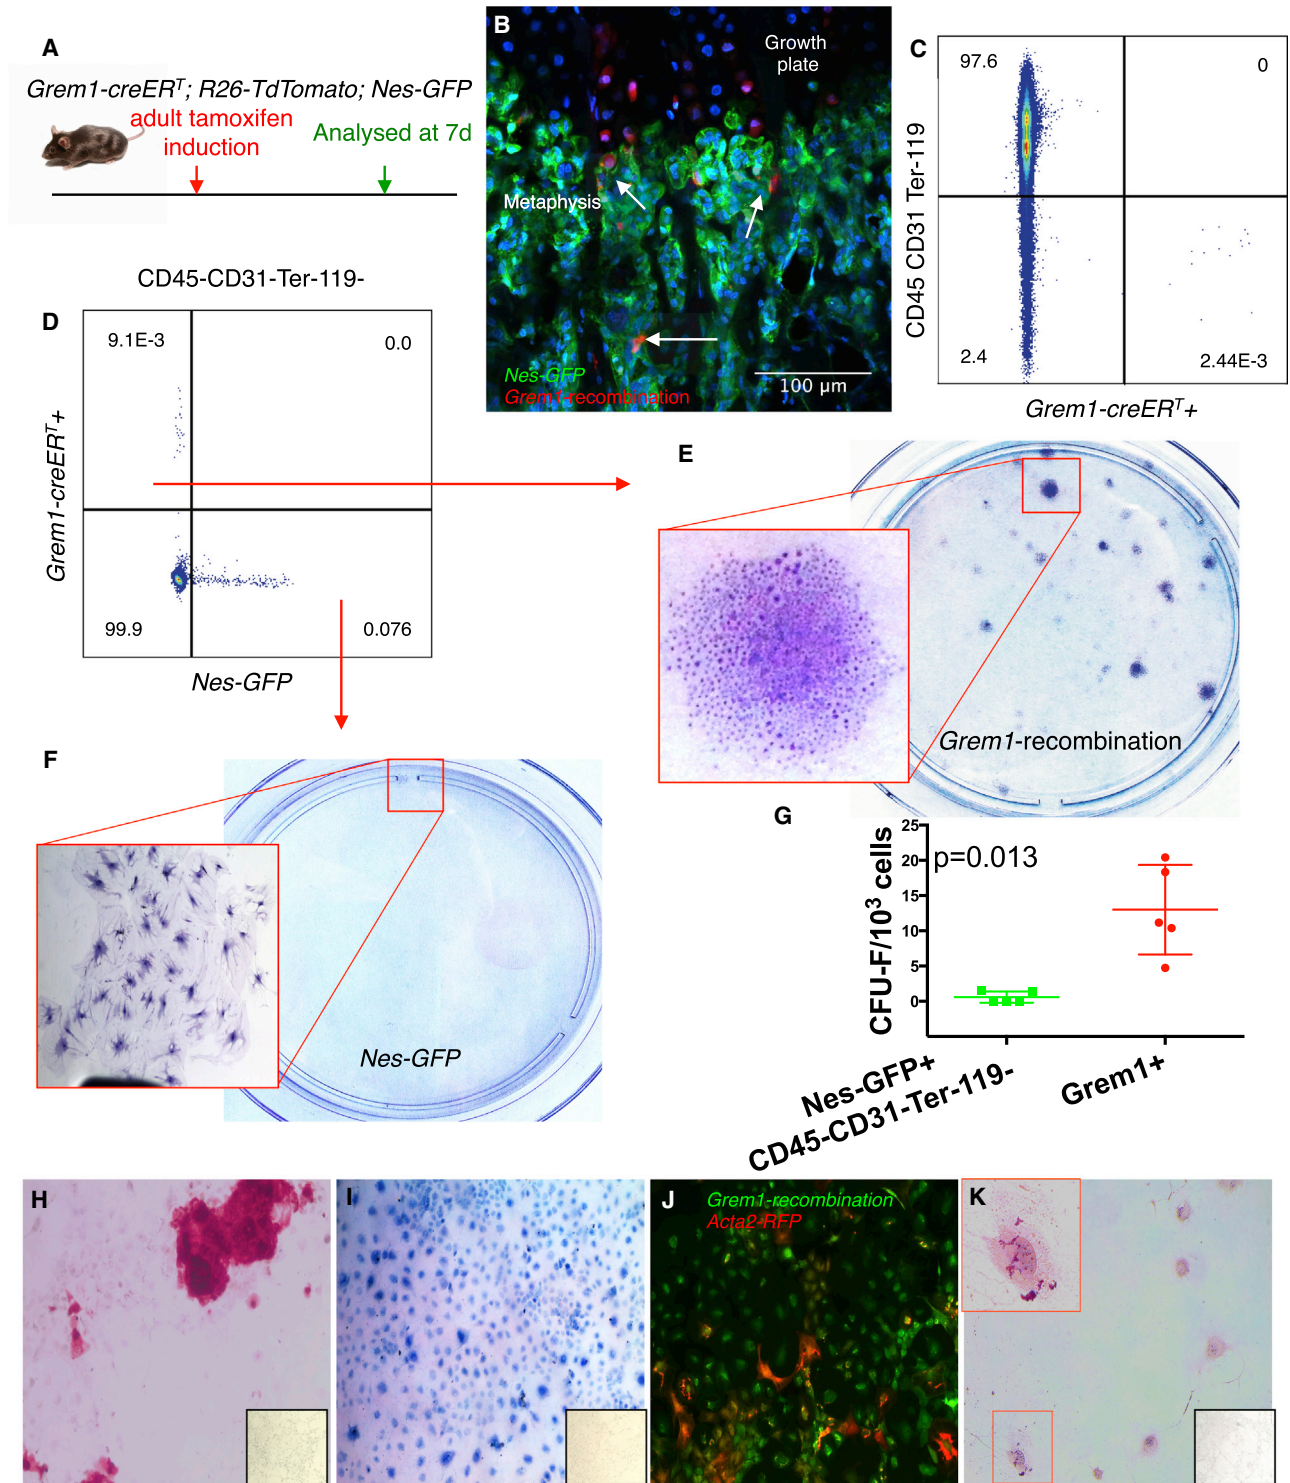 A
Grem1-creERT; R26-TdTomato; Nes-GFP
adult tamoxifen
induction
Analysed at 7d
B
Growth
plate
Metaphysis
Nes-GFP
Grem1-recombination
100 µm
C
97.6
0
2.4
2.44E-3
CD45 CD31 Ter-119
Grem1-creERT+
CD45-CD31-Ter-119-
D
9.1E-3
0.0
99.9
0.076
Grem1-creERT+
Nes-GFP
E
Grem1-recombination
F
Nes-GFP
G
p=0.013
CFU-F/10³ cells
25
20
15
10
5
0
Nes-GFP+
CD45-CD31-Ter-119-
Grem1+
H
I
J
Grem1-recombination
Acta2-RFP
K